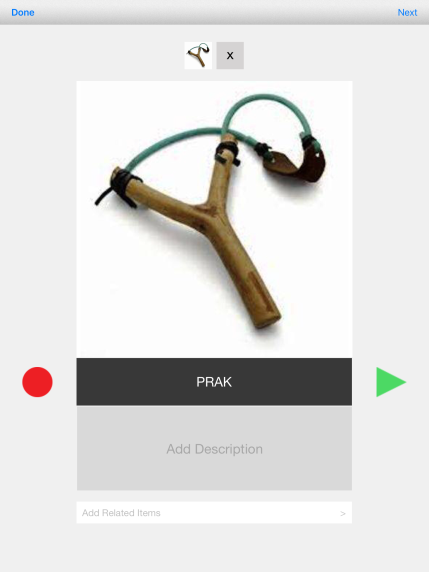 Done
Next
x
PRAK
Add Description
Add Related Items
>